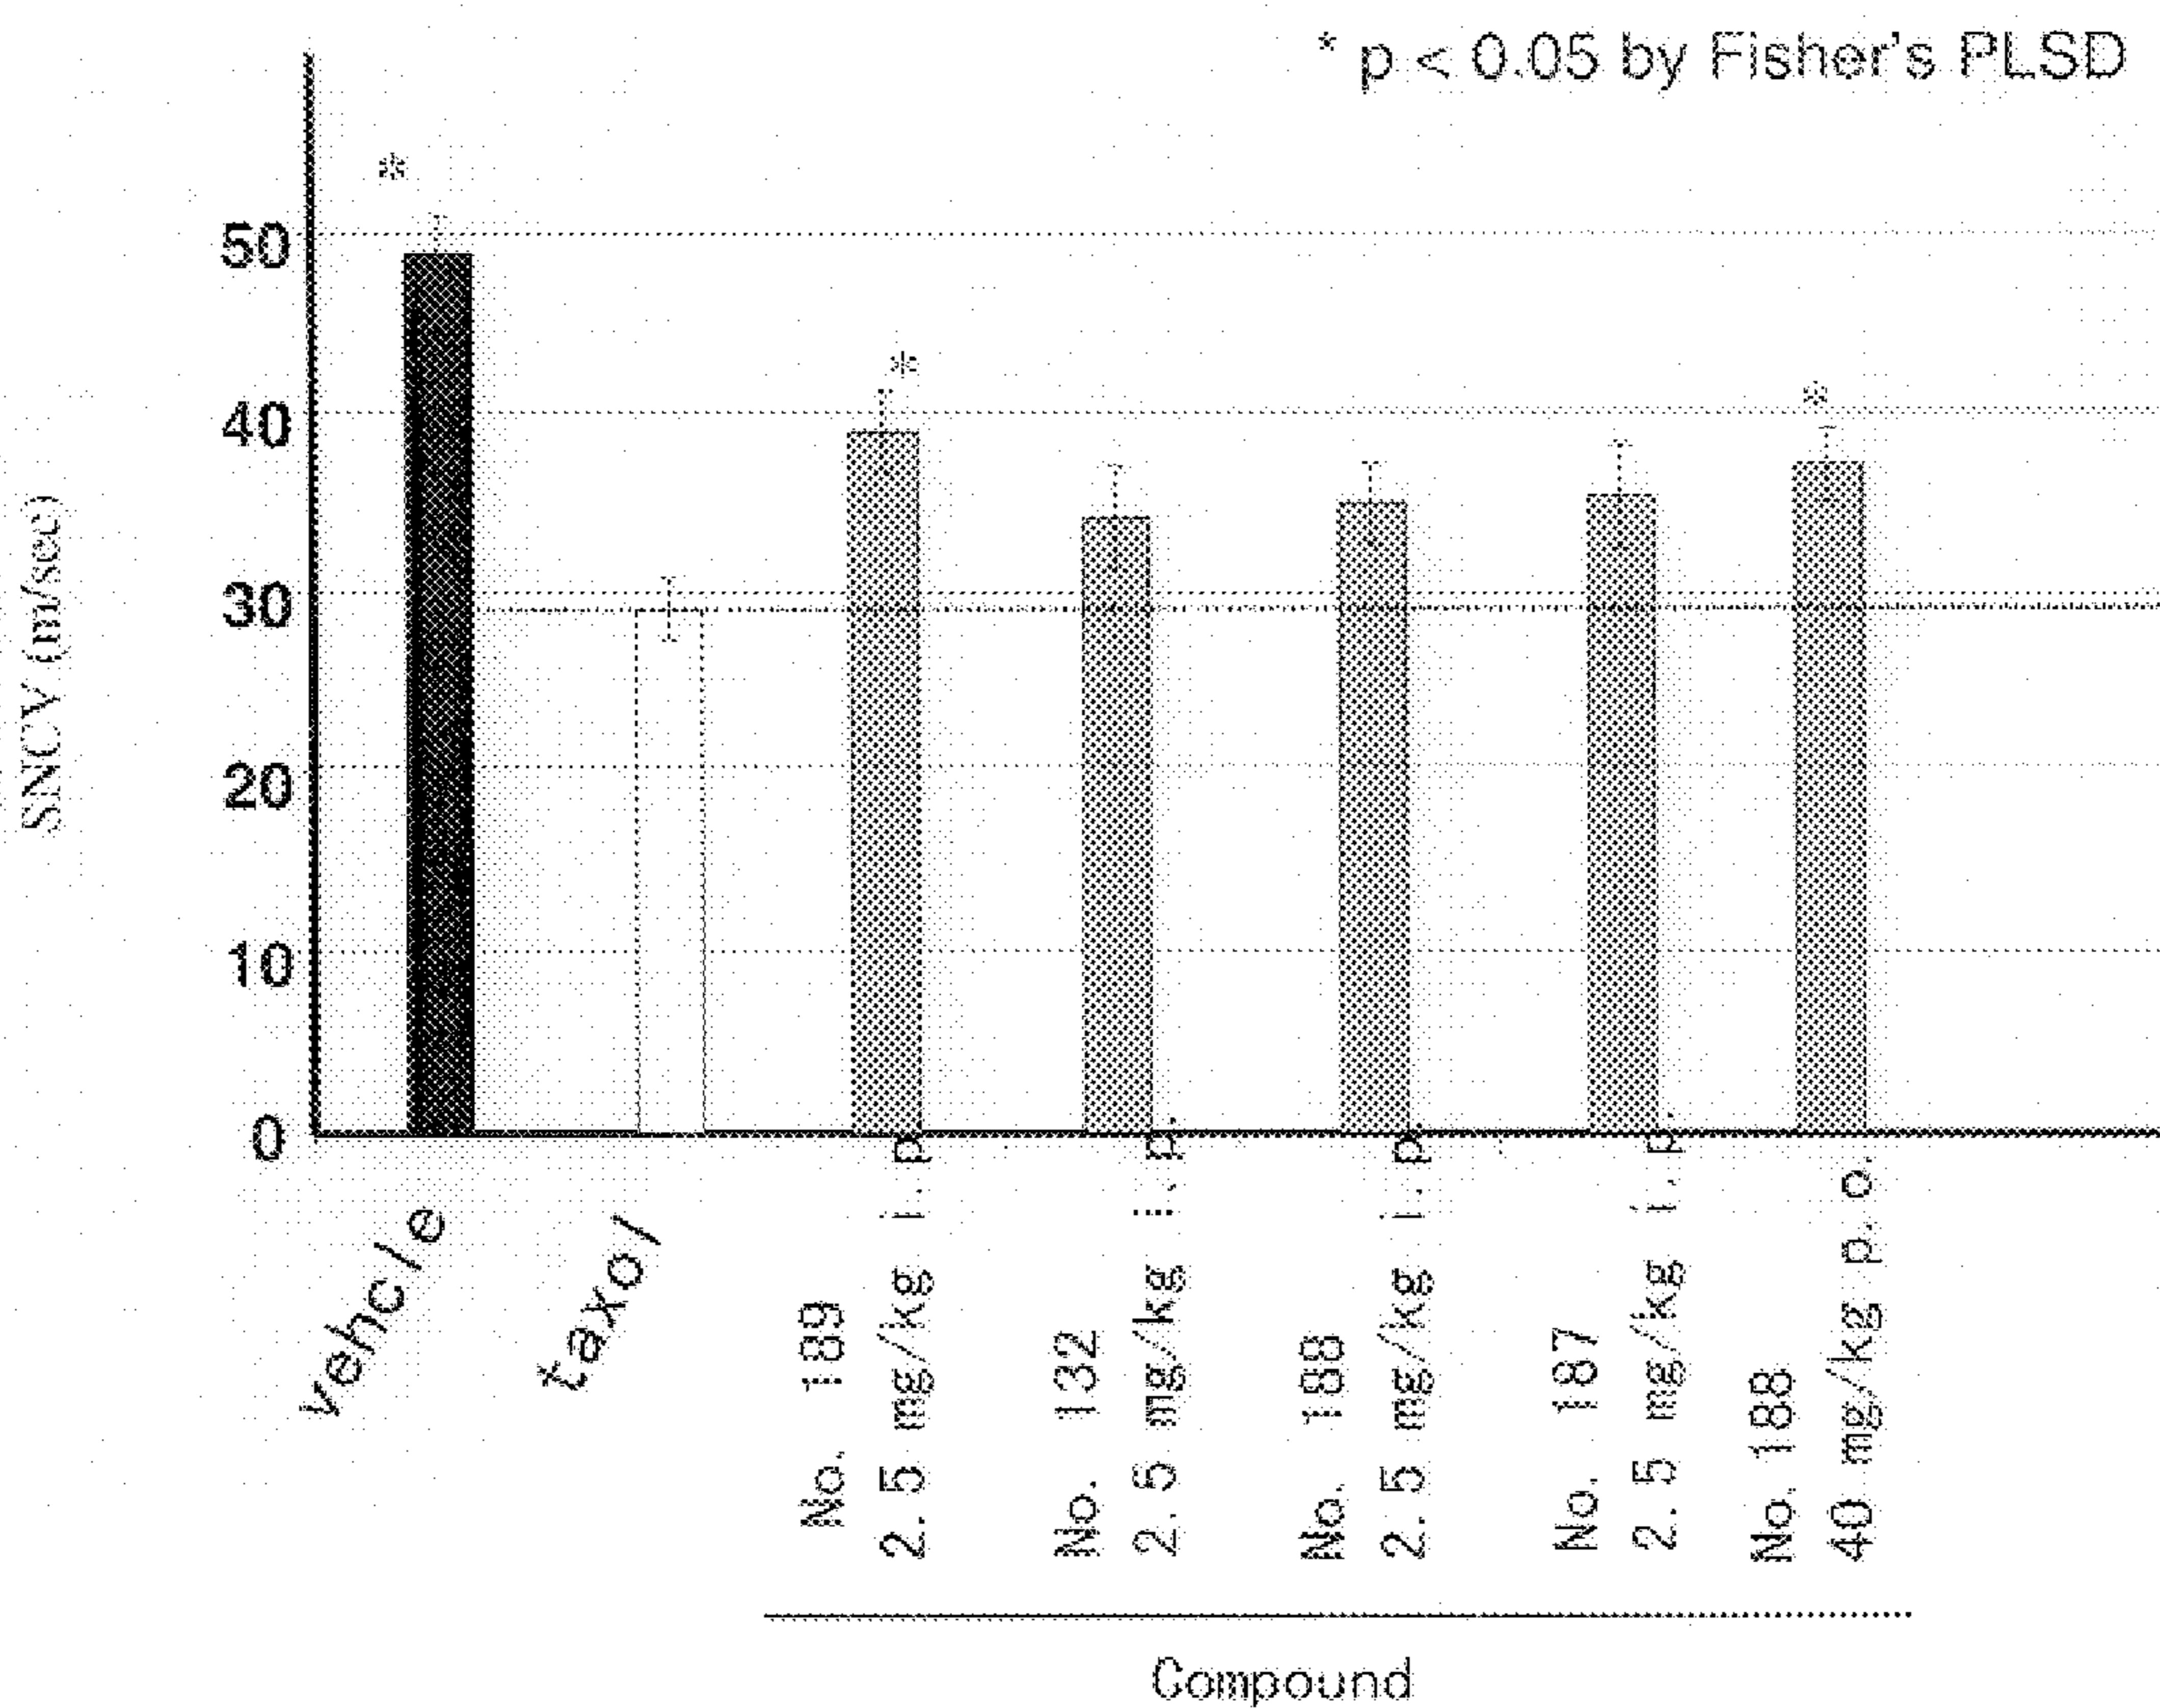 * p < 0.05 by Fisher's PLSD
*
*
*
50
40
30
20
10
0
SNCV (m/sec)
vehcle
taxol
No. 189
2.5 mg/kg i.p
No. 132
2.5 mg/kg i.p.
No. 188
2.5 mg/kg i.p
No. 187
2.5 mg/kg i.p.
No. 188
40 mg/kg p.o.
Compound